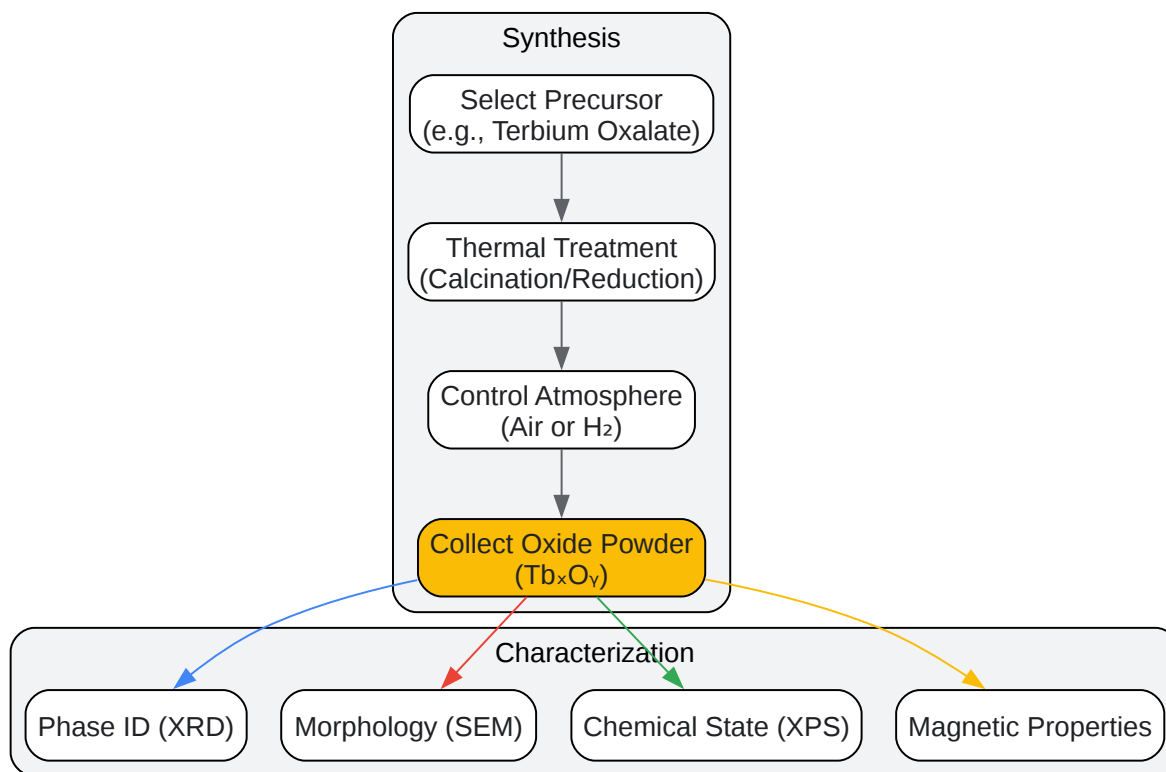 Synthesis
Select Precursor
(e.g., Terbium Oxalate)
Thermal Treatment
(Calcination/Reduction)
Control Atmosphere
(Air or H₂)
Collect Oxide Powder
(TbₓOᵧ)
Characterization
Phase ID (XRD)
Morphology (SEM)
Chemical State (XPS)
Magnetic Properties